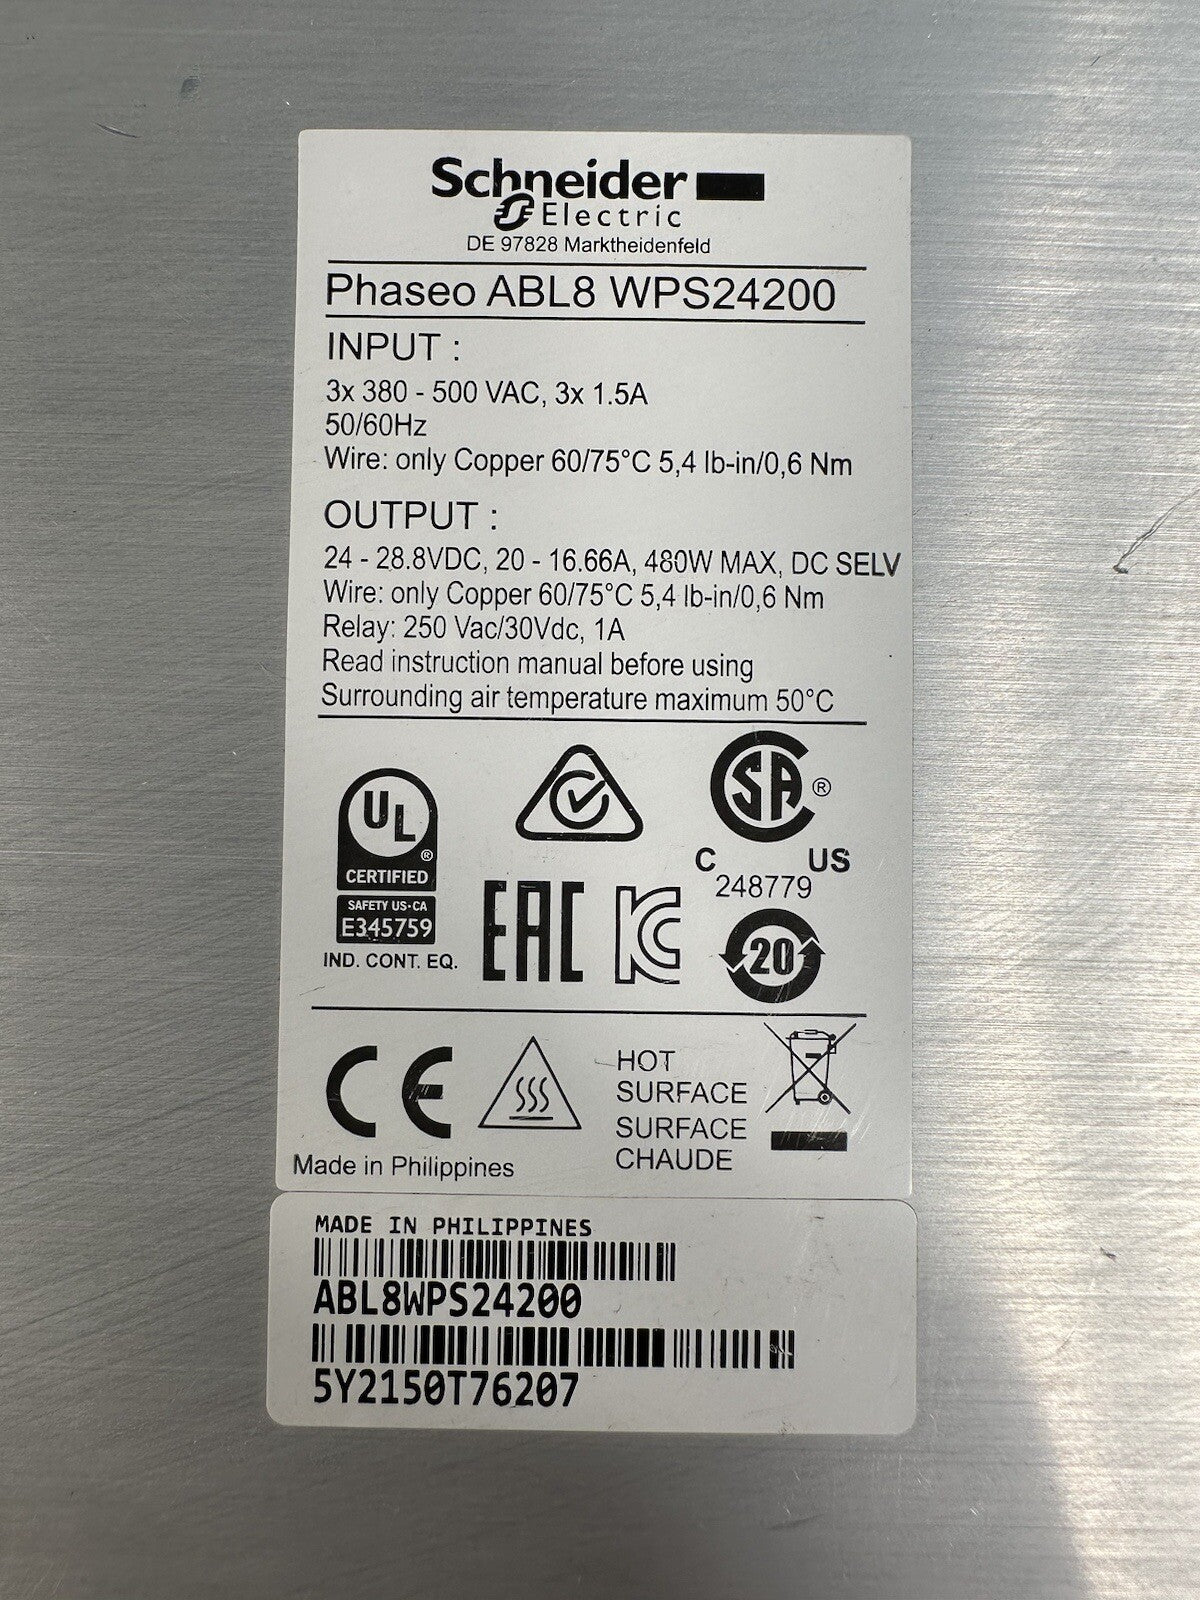 Schneider
Electric
DE 97828 Marktheidenfeld
Phaseo ABL8 WPS24200
INPUT :
3x 380 - 500 VAC, 3x 1.5A
50/60Hz
Wire: only Copper 60/75°C 5,4 lb-in/0,6 Nm
OUTPUT :
24 - 28.8VDC, 20 - 16.66A, 480W MAX, DC SELV
Wire: only Copper 60/75°C 5,4 lb-in/0,6 Nm
Relay: 250 Vac/30Vdc, 1A
Read instruction manual before using
Surrounding air temperature maximum 50°C
UL ®
CERTIFIED
SAFETY US-CA
E345759
IND. CONT. EQ.
SA ®
C US
248779
EAC KC
20
CE
HOT
SURFACE
SURFACE
CHAUDE
Made in Philippines
MADE IN PHILIPPINES
ABL8WPS24200
5Y2150T76207